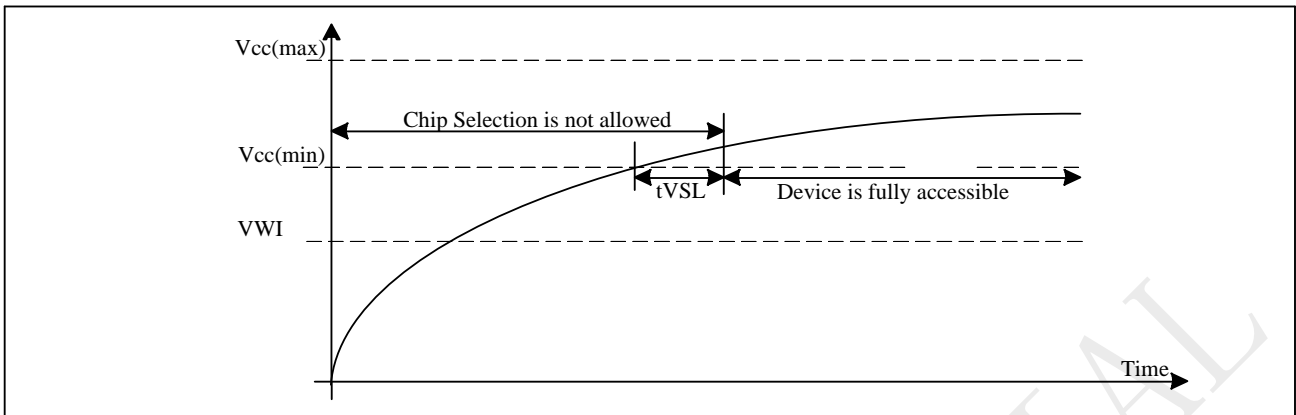 Vcc(max)
Chip Selection is not allowed
Vcc(min)
tVSL
Device is fully accessible
VWI
Time